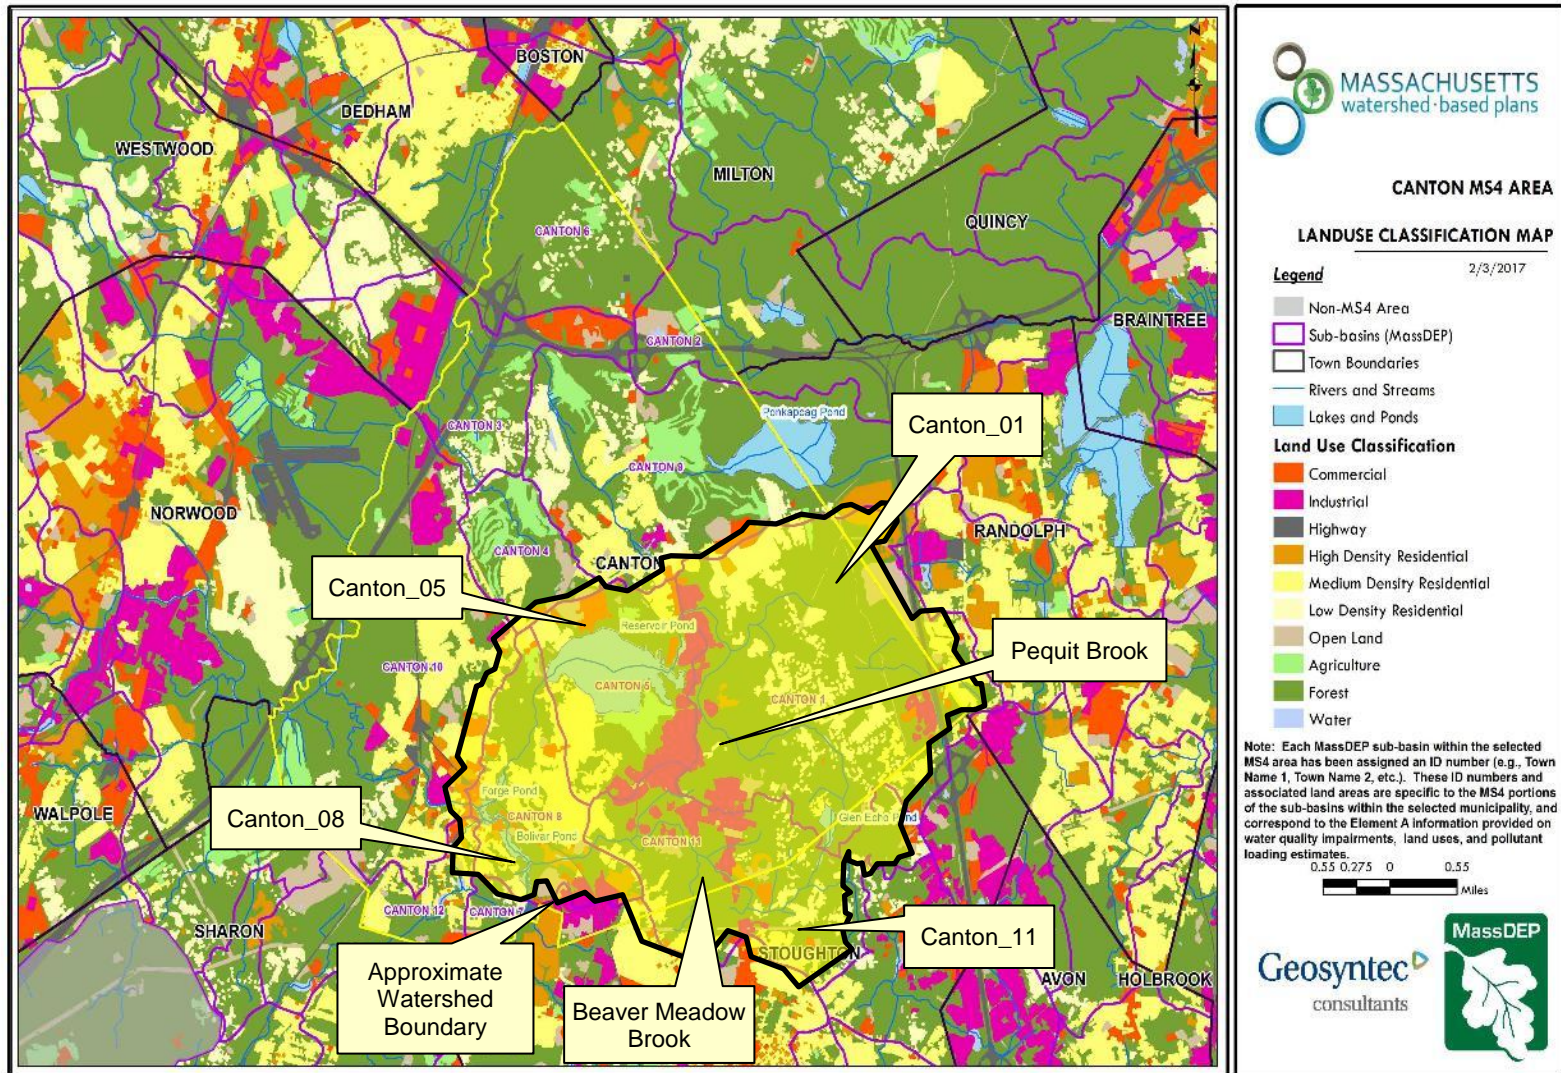 BOSTON
DEDHAM
WESTWOOD
MILTON
QUINCY
CANTON 6
BRAINTREE
CANTON 2
Ponkapoag Pond
Canton_01
CANTON 3
CANTON 9
NORWOOD
RANDOLPH
CANTON 4
CANTON
Canton_05
Reservoir Pond
Pequit Brook
CANTON 10
CANTON 5
CANTON 1
Forge Pond
WALPOLE
Canton_08
CANTON 8
Glen Echo Pond
Bolivar Pond
CANTON 11
CANTON 12
CANTON 7
SHARON
Canton_11
STOUGHTON
Approximate
Watershed
Boundary
Beaver Meadow
Brook
AVON
HOLBROOK
MASSACHUSETTS
watershed·based plans
CANTON MS4 AREA
LANDUSE CLASSIFICATION MAP
2/3/2017
Legend
Non-MS4 Area
Sub-basins (MassDEP)
Town Boundaries
Rivers and Streams
Lakes and Ponds
Land Use Classification
Commercial
Industrial
Highway
High Density Residential
Medium Density Residential
Low Density Residential
Open Land
Agriculture
Forest
Water
Note: Each MassDEP sub-basin within the selected
MS4 area has been assigned an ID number (e.g., Town
Name 1, Town Name 2, etc.). These ID numbers and
associated land areas are specific to the MS4 portions
of the sub-basins within the selected municipality, and
correspond to the Element A information provided on
water quality impairments, land uses, and pollutant
loading estimates.
0.55 0.275 0 0.55
Miles
Geosyntec
consultants
MassDEP